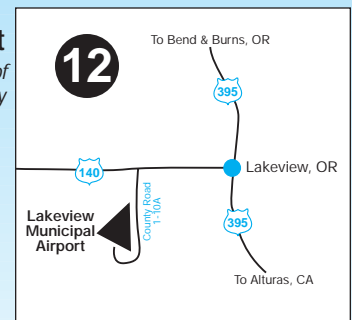 t
of
y
12
To Bend & Burns, OR
395
140
Lakeview, OR
County Road
1-10A
Lakeview
Municipal
Airport
395
To Alturas, CA